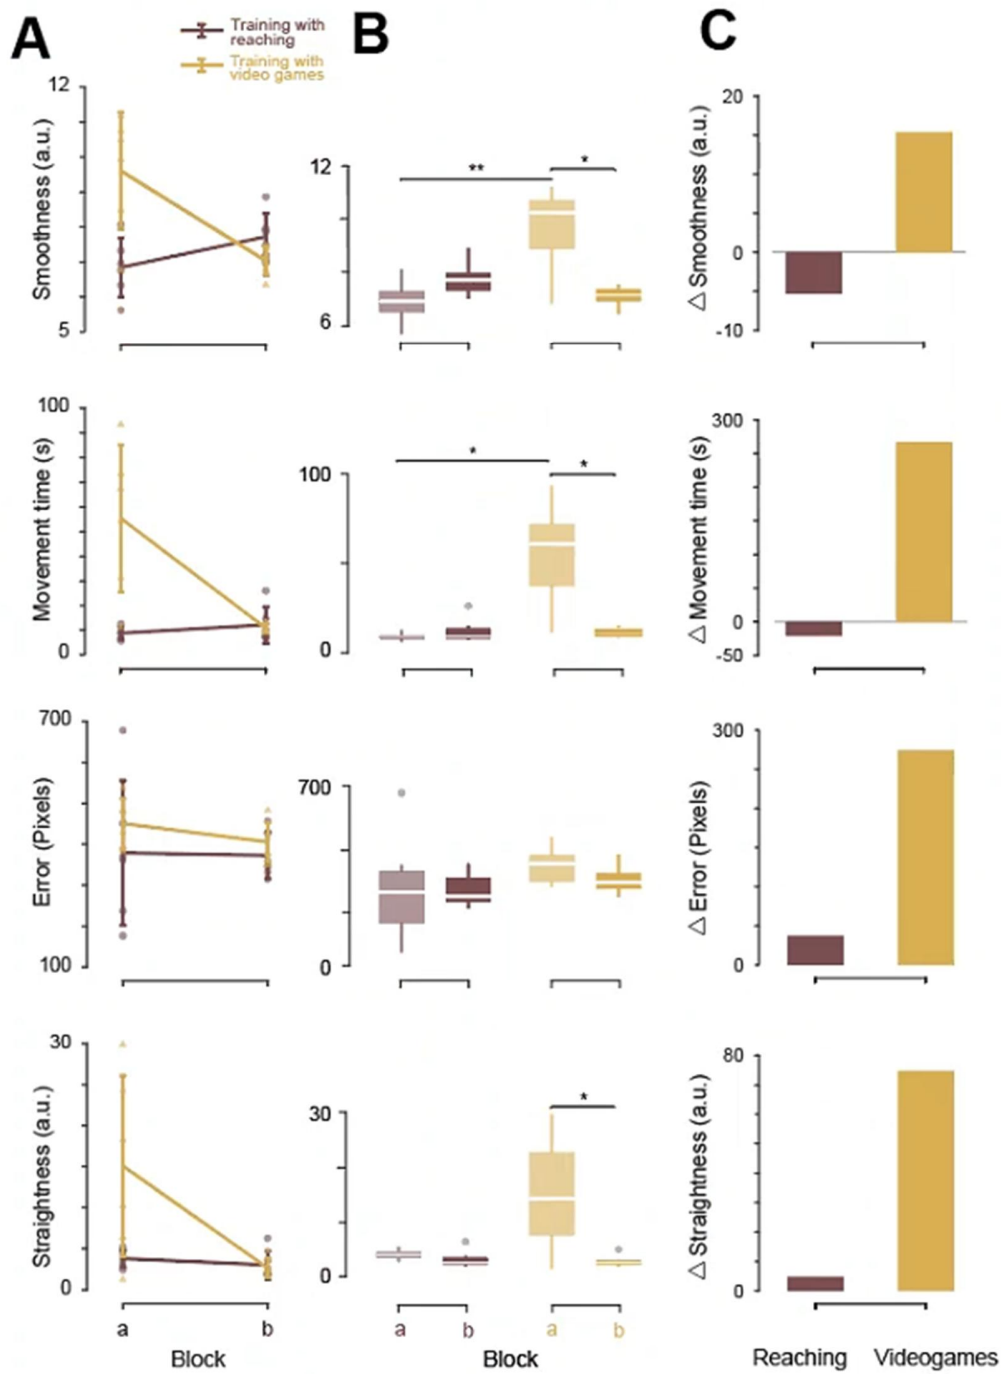 A
B
C
Training with
reaching
Training with
video games
12
Smoothness (a.u.)
5
12
**
*
6
20
△ Smoothness (a.u.)
0
-10
100
Movement time (s)
0
100
*
*
0
300
△ Movement time (s)
0
-50
700
Error (Pixels)
100
700
0
300
△ Error (Pixels)
0
30
Straightness (a.u.)
0
30
*
0
80
△ Straightness (a.u.)
0
a b
Block
a b a b
Block
Reaching Videogames